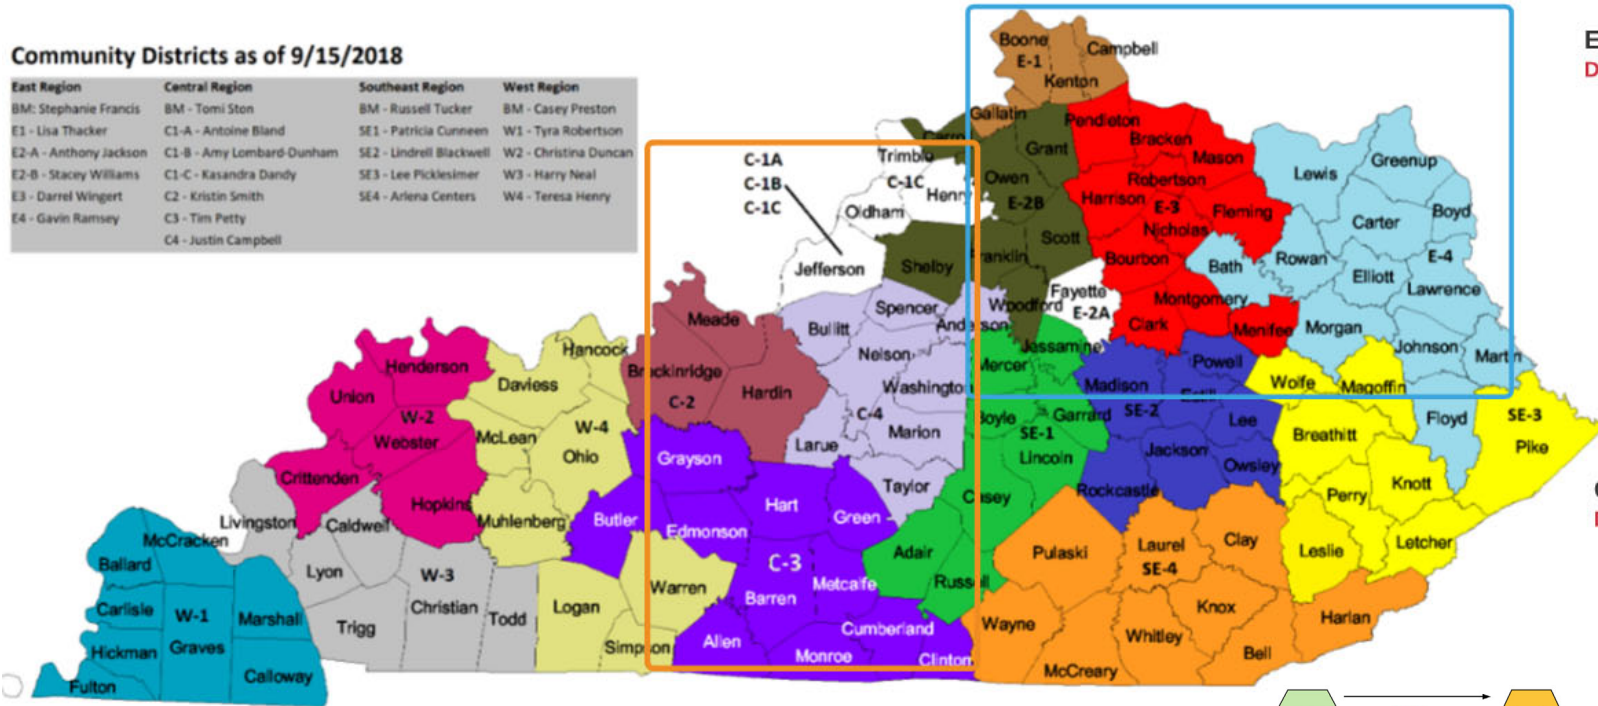 Community Districts as of 9/15/2018
East Region Central Region Southeast Region West Region
BM: Stephanie Francis BM - Tomi Ston BM - Russell Tucker BM - Casey Preston
E1 - Lisa Thacker C1-A - Antoine Bland SE1 - Patricia Cunneen W1 - Tyra Robertson
E2-A - Anthony Jackson C1-B - Amy Lombard-Dunham SE2 - Lindrell Blackwell W2 - Christina Duncan
E2-B - Stacey Williams C1-C - Kasandra Dandy SE3 - Lee Picklesimer W3 - Harry Neal
E3 - Darrel Wingert C2 - Kristin Smith SE4 - Arlena Centers W4 - Teresa Henry
E4 - Gavin Ramsey C3 - Tim Petty
C4 - Justin Campbell
Boone
E-1
Campbell
Kenton
Gallatin
Carro
Grant
Owen
E-2B
Scott
ranklin
Shelby
Woodford
Pendleton
Bracken
Mason
Robertson
Harrison
E-3
Fleming
Nicholas
Bourbon
Montgomery
Clark
Menifee
Fayette
E-2A
Lewis
Greenup
Carter
Boyd
E-4
Bath
Rowan
Elliott
Lawrence
Morgan
Johnson
Martin
Floyd
C-1A
C-1B
C-1C
Trimble
C-1C
Henry
Oldham
Jefferson
Spencer
Bullitt
Anderson
Nelson
Washington
C-4
Marion
Larue
Taylor
Meade
Breckinridge
Hardin
C-2
Jessamine
Mercer
Boyle
Garrard
SE-1
Lincoln
Casey
Adair
Russell
Powell
Madison
Estill
SE-2
Lee
Jackson
Owsley
Rockcastle
Wolfe
Magoffin
SE-3
Pike
Breathitt
Knott
Perry
Leslie
Letcher
Pulaski
Laurel
SE-4
Clay
Knox
Harlan
Wayne
Whitley
Bell
McCreary
Grayson
Butler
Edmonson
Hart
Green
C-3
Metcalfe
Barren
Allen
Monroe
Cumberland
Clinton
Hancock
Daviess
McLean
W-4
Ohio
Muhlenberg
Warren
Logan
Simpson
Henderson
Union
W-2
Webster
Crittenden
Hopkins
Livingston
Caldwell
Lyon
W-3
Christian
Todd
Trigg
McCracken
Ballard
Carlisle
W-1
Graves
Marshall
Hickman
Calloway
Fulton
E
D